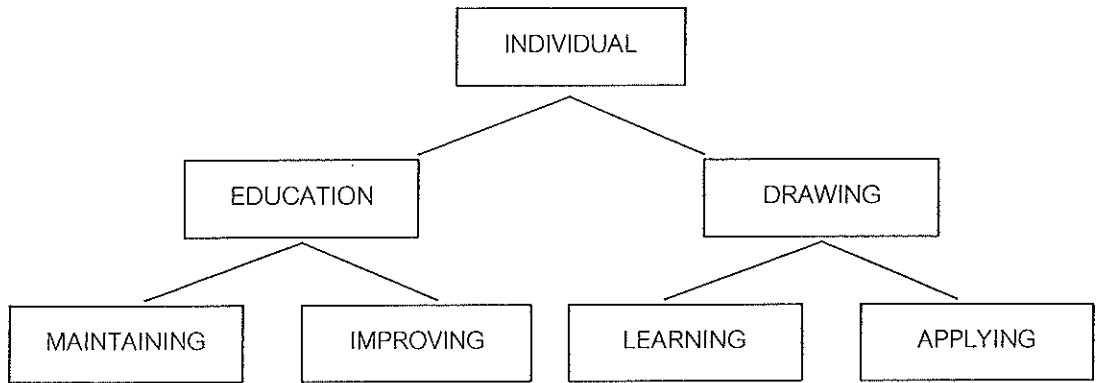 INDIVIDUAL
EDUCATION
DRAWING
MAINTAINING
IMPROVING
LEARNING
APPLYING